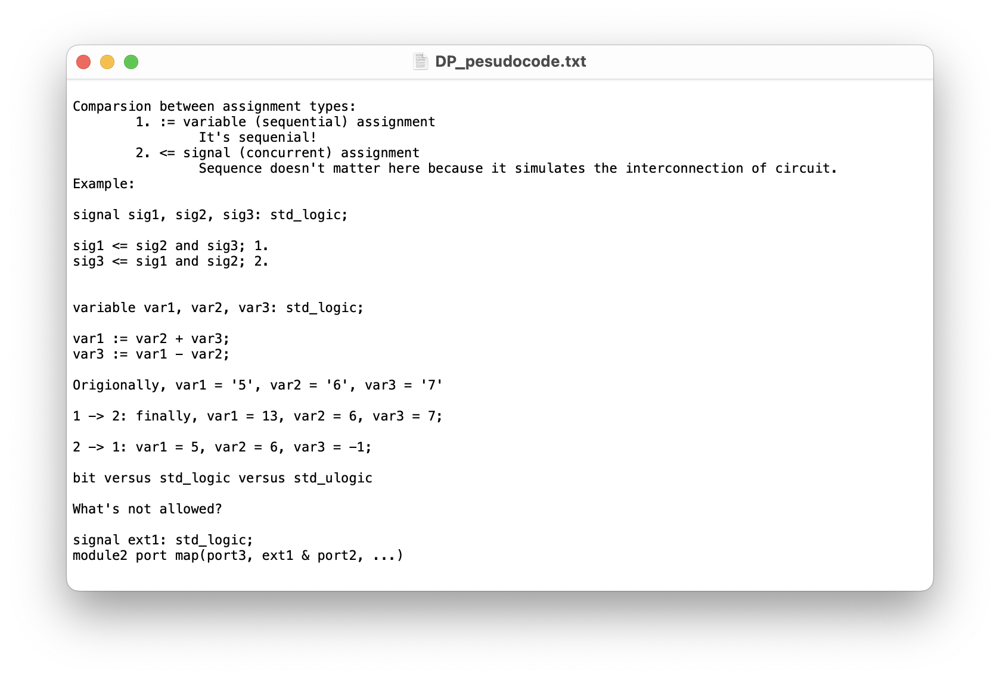 DP_pesudocode.txt
Comparsion between assignment types:
1. := variable (sequential) assignment
It's sequenial!
2. <= signal (concurrent) assignment
Sequence doesn't matter here because it simulates the interconnection of circuit.
Example:
signal sig1, sig2, sig3: std_logic;
sig1 <= sig2 and sig3; 1.
sig3 <= sig1 and sig2; 2.
variable var1, var2, var3: std_logic;
var1 := var2 + var3;
var3 := var1 - var2;
Origionally, var1 = '5', var2 = '6', var3 = '7'
1 -> 2: finally, var1 = 13, var2 = 6, var3 = 7;
2 -> 1: var1 = 5, var2 = 6, var3 = -1;
bit versus std_logic versus std_ulogic
What's not allowed?
signal ext1: std_logic;
module2 port map(port3, ext1 & port2, ...)